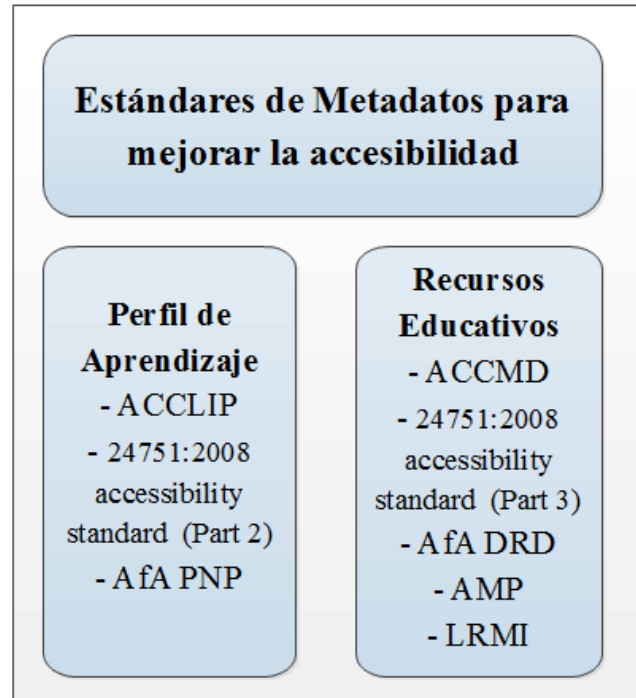 Estándares de Metadatos para
mejorar la accesibilidad
Perfil de
Aprendizaje
- ACCLIP
- 24751:2008
accessibility
standard (Part 2)
- AfA PNP
Recursos
Educativos
- ACCMD
- 24751:2008
accessibility
standard (Part 3)
- AfA DRD
- AMP
- LRMI